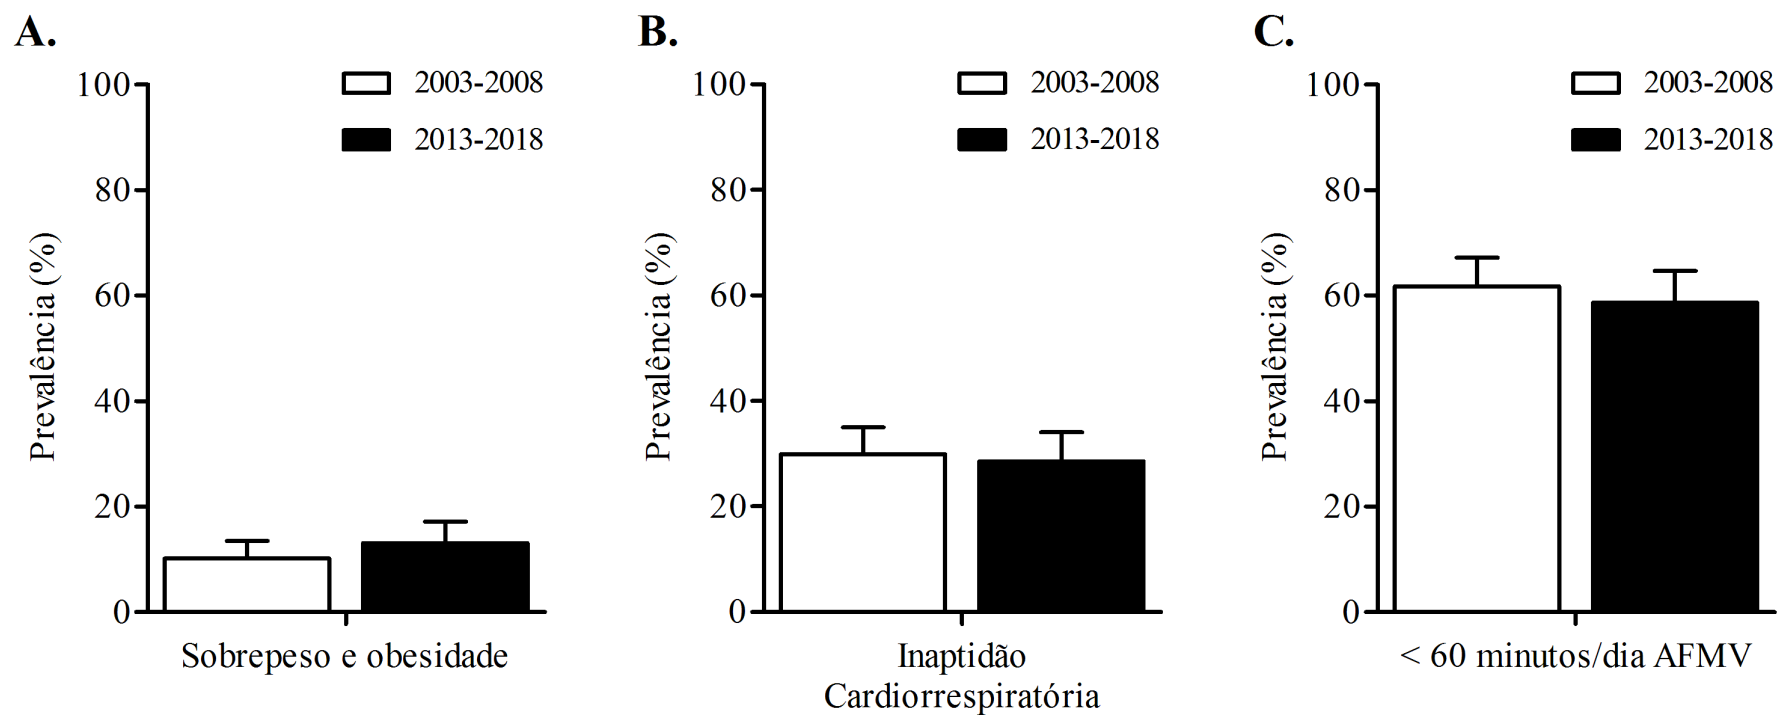 A.
Prevalência (%)
100
80
60
40
20
0
2003-2008
2013-2018
Sobrepeso e obesidade
B.
Prevalência (%)
100
80
60
40
20
0
2003-2008
2013-2018
Inaptidão
Cardiorrespiratória
C.
Prevalência (%)
100
80
60
40
20
0
2003-2008
2013-2018
< 60 minutos/dia AFMV